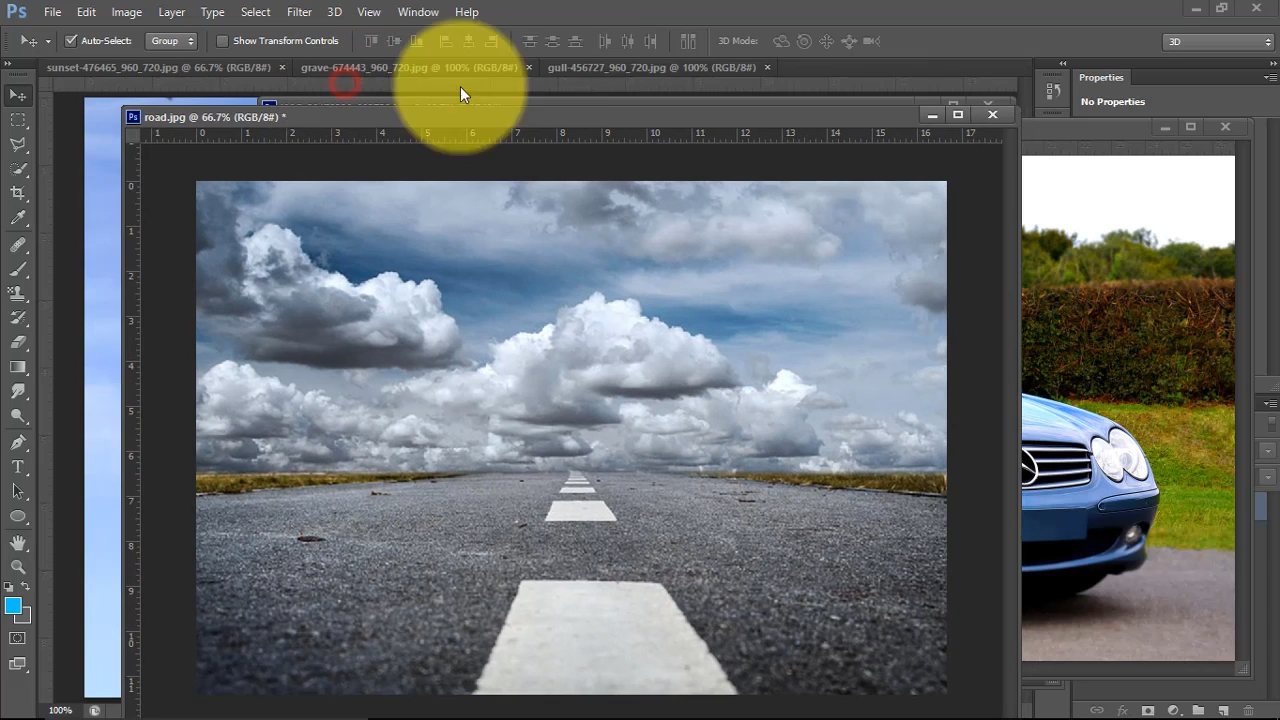 Ps File Edit Image Layer Type Select Filter 3D View Window Help
Auto-Select: Group Show Transform Controls 3D Mode: 3D
sunset-476465_960_720.jpg @ 66.7% (RGB/8#) × grave-674443_960_720.jpg @ 100% (RGB/8#) × gull-456727_960_720.jpg @ 100% (RGB/8#) ×
Properties
No Properties
Ps road.jpg @ 66.7% (RGB/8#) *
1 0 1 2 3 4 5 6 7 8 9 10 11 12 13 14 15 16 17
0
1
2
3
4
5
6
7
8
9
10
11
T
100%
fx